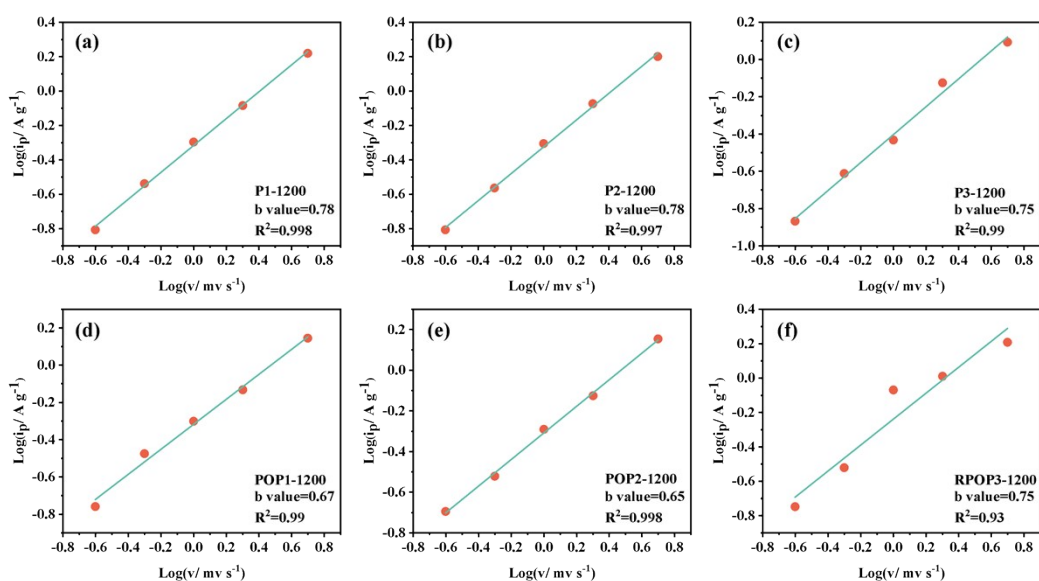 (a)
0.4
0.2
0.0
-0.2
-0.4
-0.6
-0.8
Log(ip/ A g-1)
P1-1200
b value=0.78
R2=0.998
-0.8 -0.6 -0.4 -0.2 0.0 0.2 0.4 0.6 0.8
Log(v/ mv s-1)
(b)
0.4
0.2
0.0
-0.2
-0.4
-0.6
-0.8
Log(ip/ A g-1)
P2-1200
b value=0.78
R2=0.997
-0.8 -0.6 -0.4 -0.2 0.0 0.2 0.4 0.6 0.8
Log(v/ mv s-1)
(c)
-0.2
0.0
-0.2
-0.4
-0.6
-0.8
-1.0
Log(ip/ A g-1)
P3-1200
b value=0.75
R2=0.99
-0.8 -0.6 -0.4 -0.2 0.0 0.2 0.4 0.6 0.8
Log(v/ mv s-1)
(d)
0.2
0.0
-0.2
-0.4
-0.6
-0.8
Log(ip/ A g-1)
POP1-1200
b value=0.67
R2=0.99
-0.8 -0.6 -0.4 -0.2 0.0 0.2 0.4 0.6 0.8
Log(v/ mv s-1)
(e)
0.2
0.0
-0.2
-0.4
-0.6
-0.8
Log(ip/ A g-1)
POP2-1200
b value=0.65
R2=0.998
-0.8 -0.6 -0.4 -0.2 0.0 0.2 0.4 0.6 0.8
Log(v/ mv s-1)
(f)
0.2
0.0
-0.2
-0.4
-0.6
-0.8
Log(ip/ A g-1)
RPOP3-1200
b value=0.75
R2=0.93
-0.8 -0.6 -0.4 -0.2 0.0 0.2 0.4 0.6 0.8
Log(v/ mv s-1)